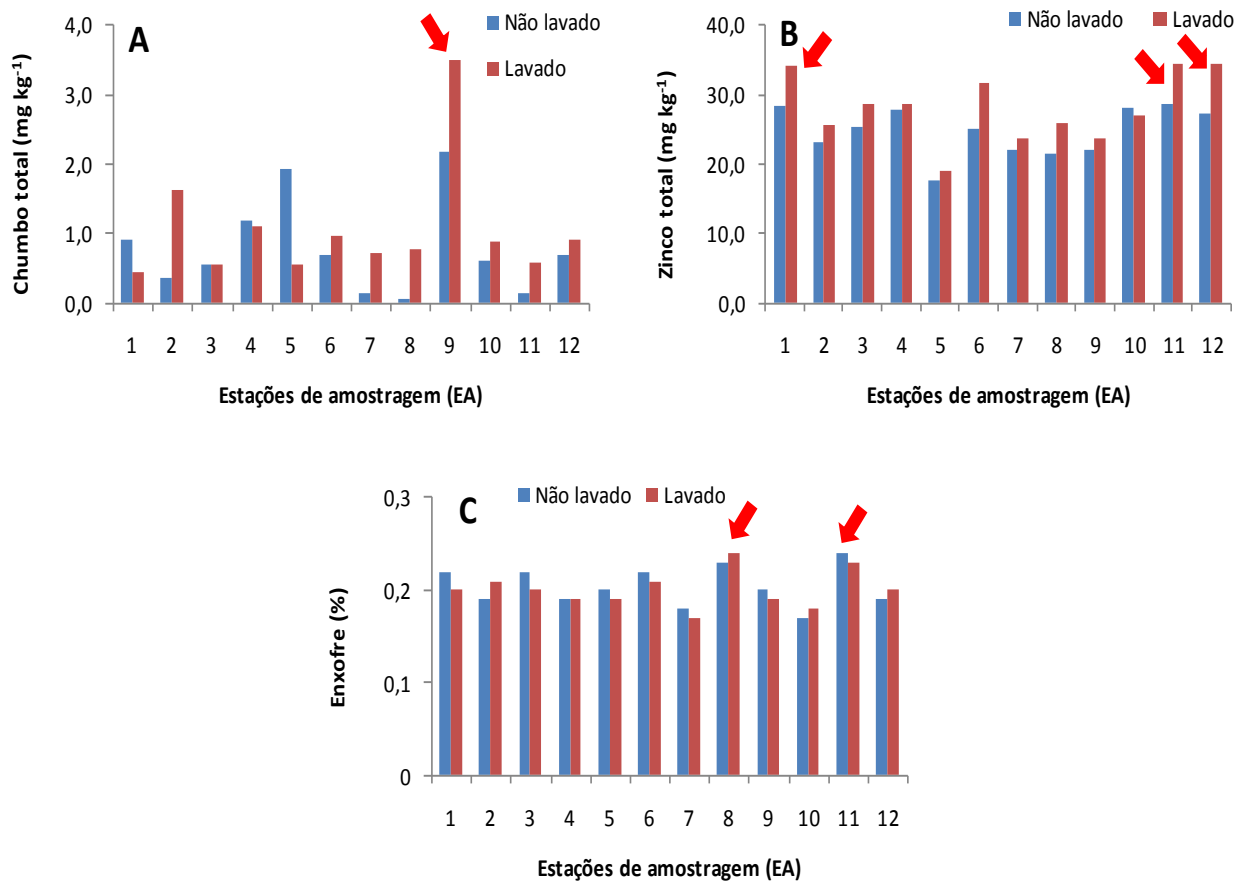 A
Não lavado
Lavado
Chumbo total (mg kg⁻¹)
4,0
3,0
2,0
1,0
0,0
1 2 3 4 5 6 7 8 9 10 11 12
Estações de amostragem (EA)
B
Não lavado Lavado
Zinco total (mg kg⁻¹)
40,0
30,0
20,0
10,0
0,0
1 2 3 4 5 6 7 8 9 10 11 12
Estações de amostragem (EA)
C
Não lavado Lavado
Enxofre (%)
0,3
0,2
0,1
0
1 2 3 4 5 6 7 8 9 10 11 12
Estações de amostragem (EA)